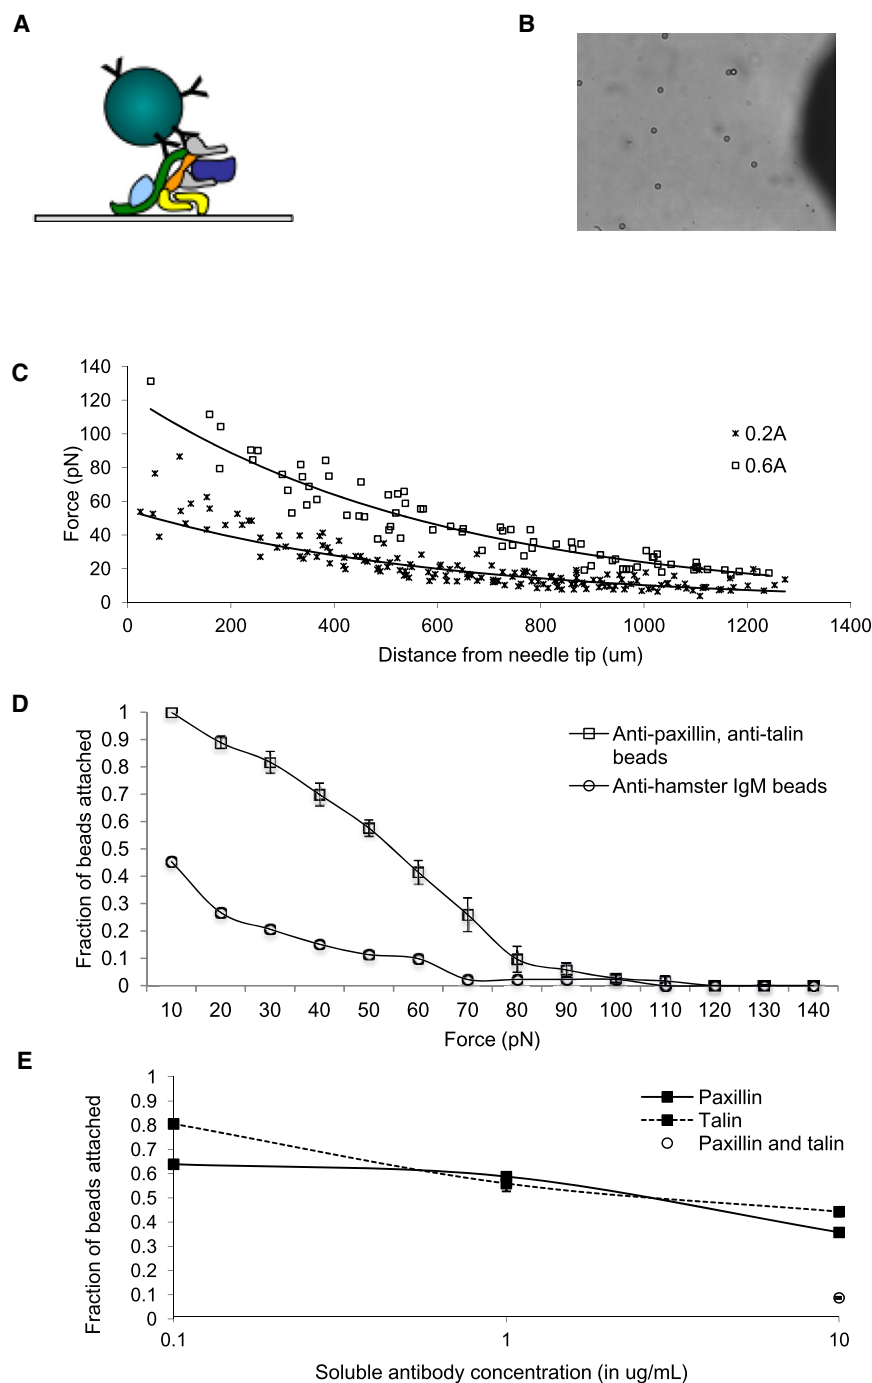 A
B
C
140
120
100
80
60
40
20
0
Force (pN)
0.2A
0.6A
0 200 400 600 800 1000 1200 1400
Distance from needle tip (um)
D
1
0.9
0.8
0.7
0.6
0.5
0.4
0.3
0.2
0.1
0
Fraction of beads attached
Anti-paxillin, anti-talin
beads
Anti-hamster IgM beads
10 20 30 40 50 60 70 80 90 100 110 120 130 140
Force (pN)
E
1
0.9
0.8
0.7
0.6
0.5
0.4
0.3
0.2
0.1
0
Fraction of beads attached
Paxillin
Talin
Paxillin and talin
0.1 1 10
Soluble antibody concentration (in ug/mL)